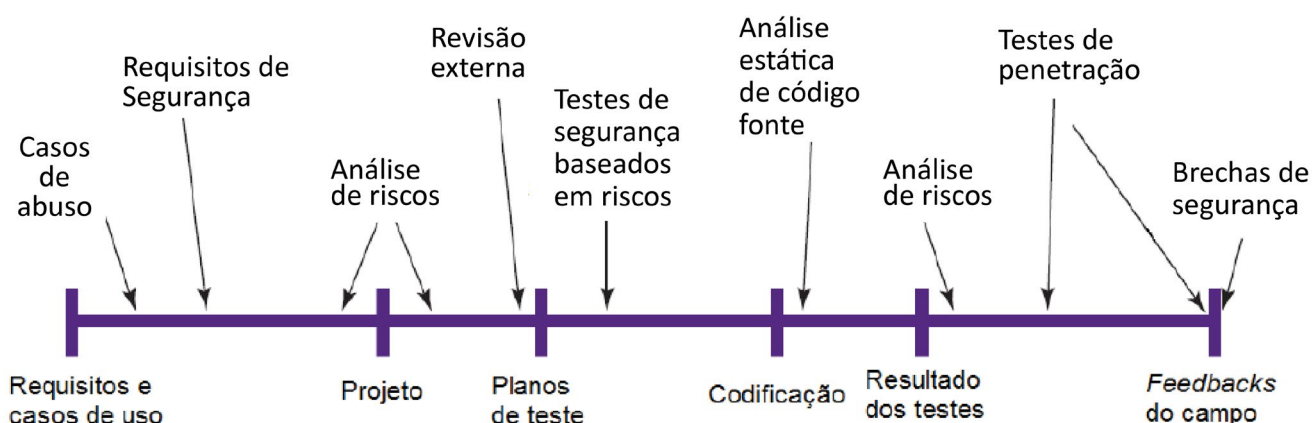 Casos
de
abuso
Requisitos de
Segurança
Análise
de riscos
Revisão
externa
Testes de
segurança
baseados
em riscos
Análise
estática
de código
fonte
Análise
de riscos
Testes de
penetração
Brechas de
segurança
Requisitos e
casos de uso
Projeto
Planos
de teste
Codificação
Resultado
dos testes
Feedbacks
do campo